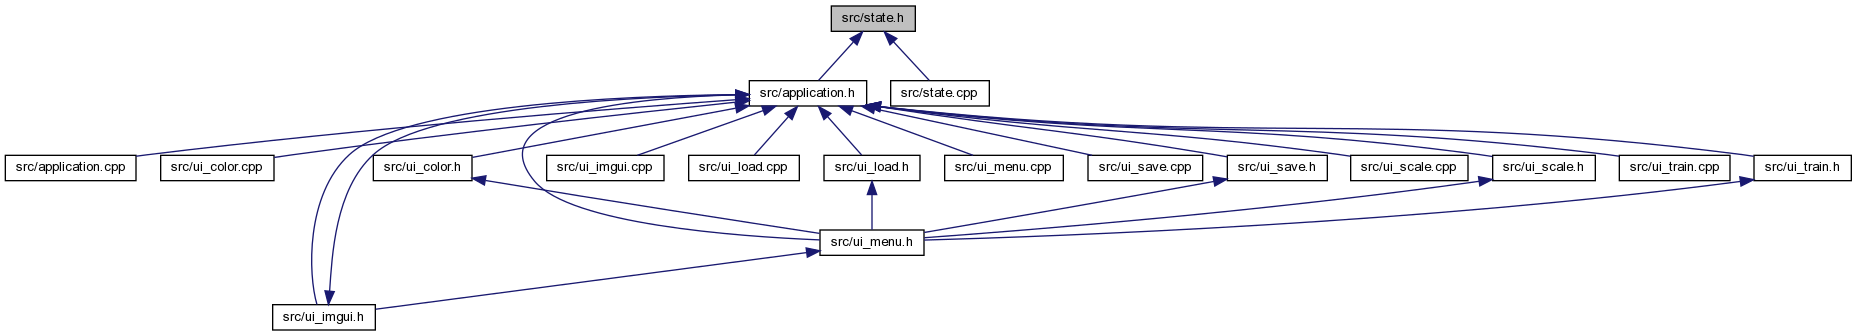 src/state.h
src/application.h
src/state.cpp
src/application.cpp
src/ui_color.cpp
src/ui_color.h
src/ui_imgui.cpp
src/ui_load.cpp
src/ui_load.h
src/ui_menu.cpp
src/ui_save.cpp
src/ui_save.h
src/ui_scale.cpp
src/ui_scale.h
src/ui_train.cpp
src/ui_train.h
src/ui_menu.h
src/ui_imgui.h